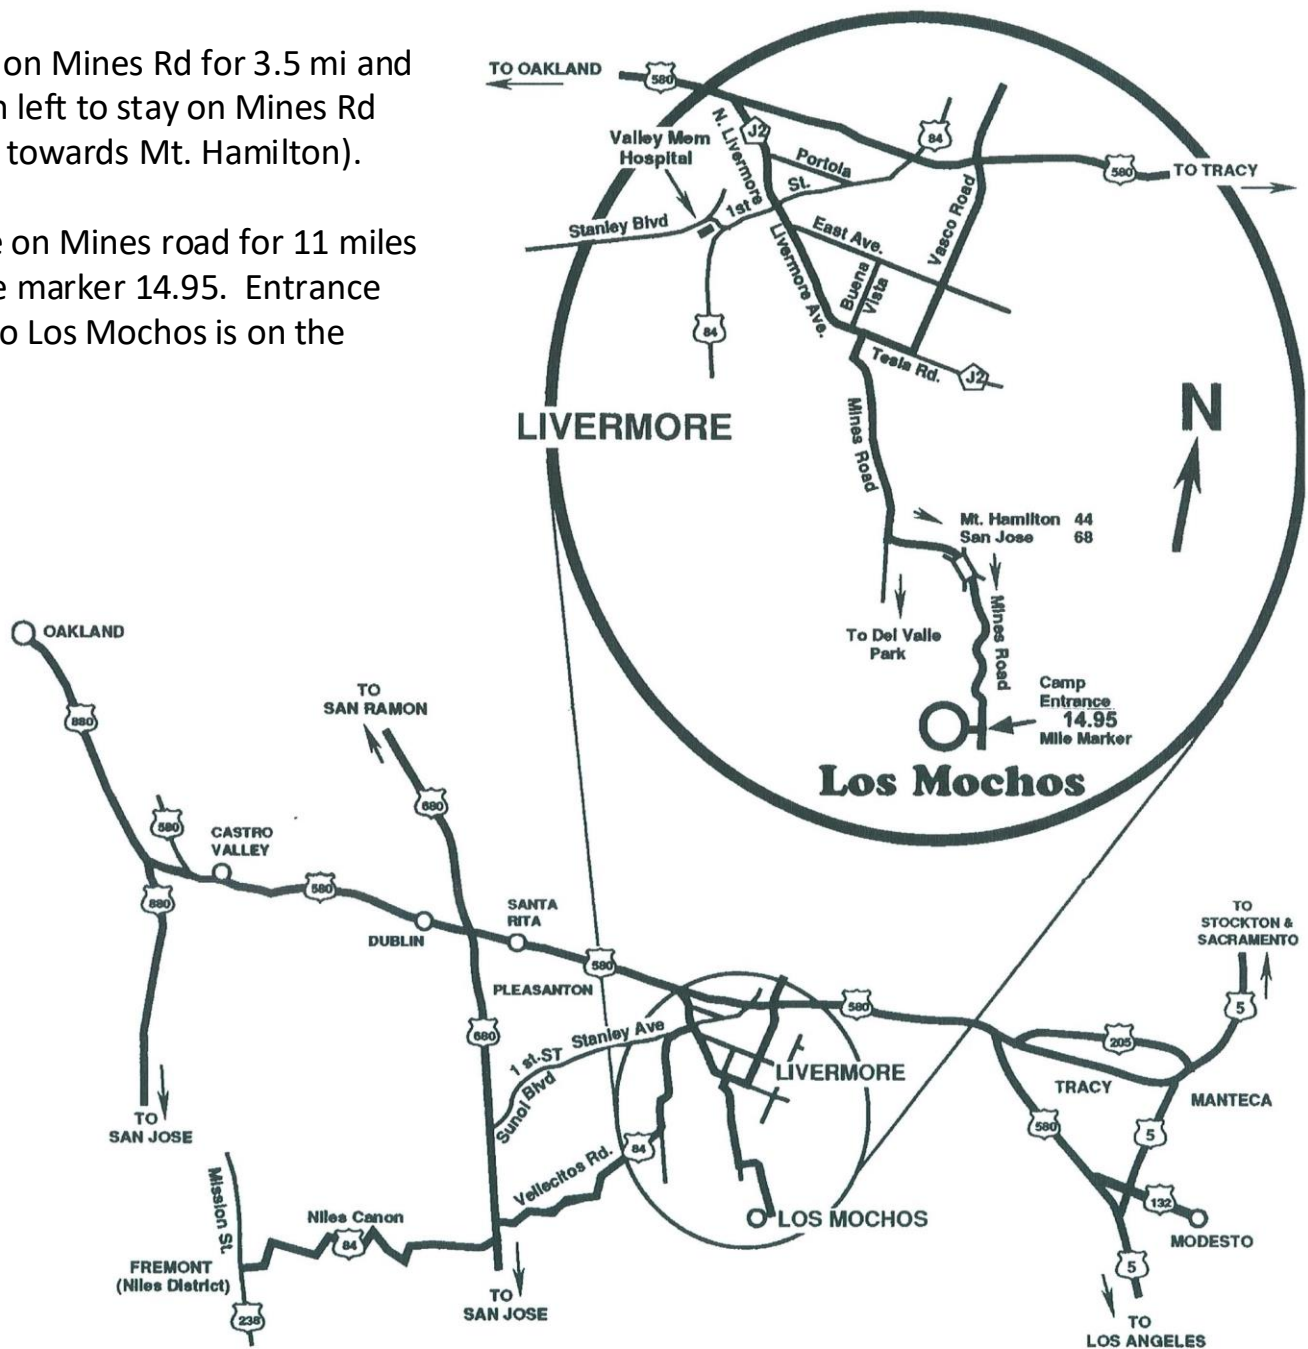 on Mines Rd for 3.5 mi and
left to stay on Mines Rd
towards Mt. Hamilton).
on Mines road for 11 miles
marker 14.95. Entrance
o Los Mochos is on the
TO OAKLAND
580
J2
84
580
TO TRACY
Valley Mem
Hospital
N. Livermore
Portola
1st St.
Stanley Blvd
East Ave.
Vasco Road
Livermore Ave.
Buena
Vista
84
Tesla Rd.
J2
LIVERMORE
N
Mines Road
Mt. Hamilton 44
San Jose 68
To Del Valle
Park
Mines Road
Camp
Entrance
14.95
Mile Marker
Los Mochos
OAKLAND
TO
SAN RAMON
880
680
580
CASTRO
VALLEY
580
880
SANTA
RITA
DUBLIN
580
PLEASANTON
680
580
1 st-ST
Stanley Ave
Sunol Blvd
LIVERMORE
TO
STOCKTON &
SACRAMENTO
5
205
TRACY
MANTECA
580
5
132
MODESTO
5
TO
LOS ANGELES
TO
SAN JOSE
84
Vellecitos Rd.
LOS MOCHOS
Mission St.
Niles Canon
84
FREMONT
(Niles District)
238
TO
SAN JOSE